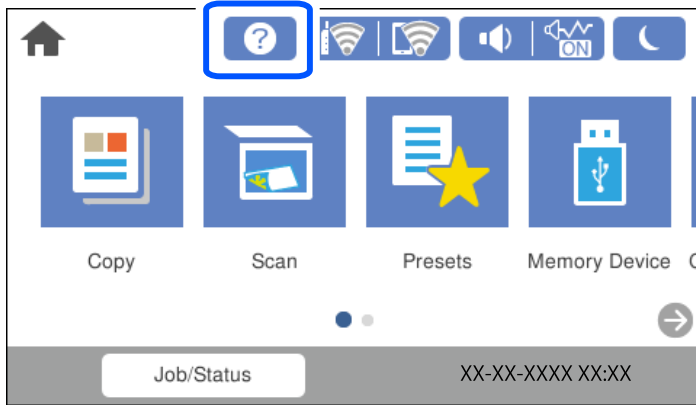 ?
ON
Copy Scan Presets Memory Device
Job/Status XX-XX-XXXX XX:XX